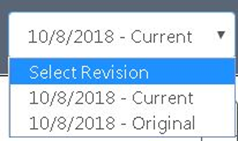 10/8/2018 - Current
Select Revision
10/8/2018 - Current
10/8/2018 - Original